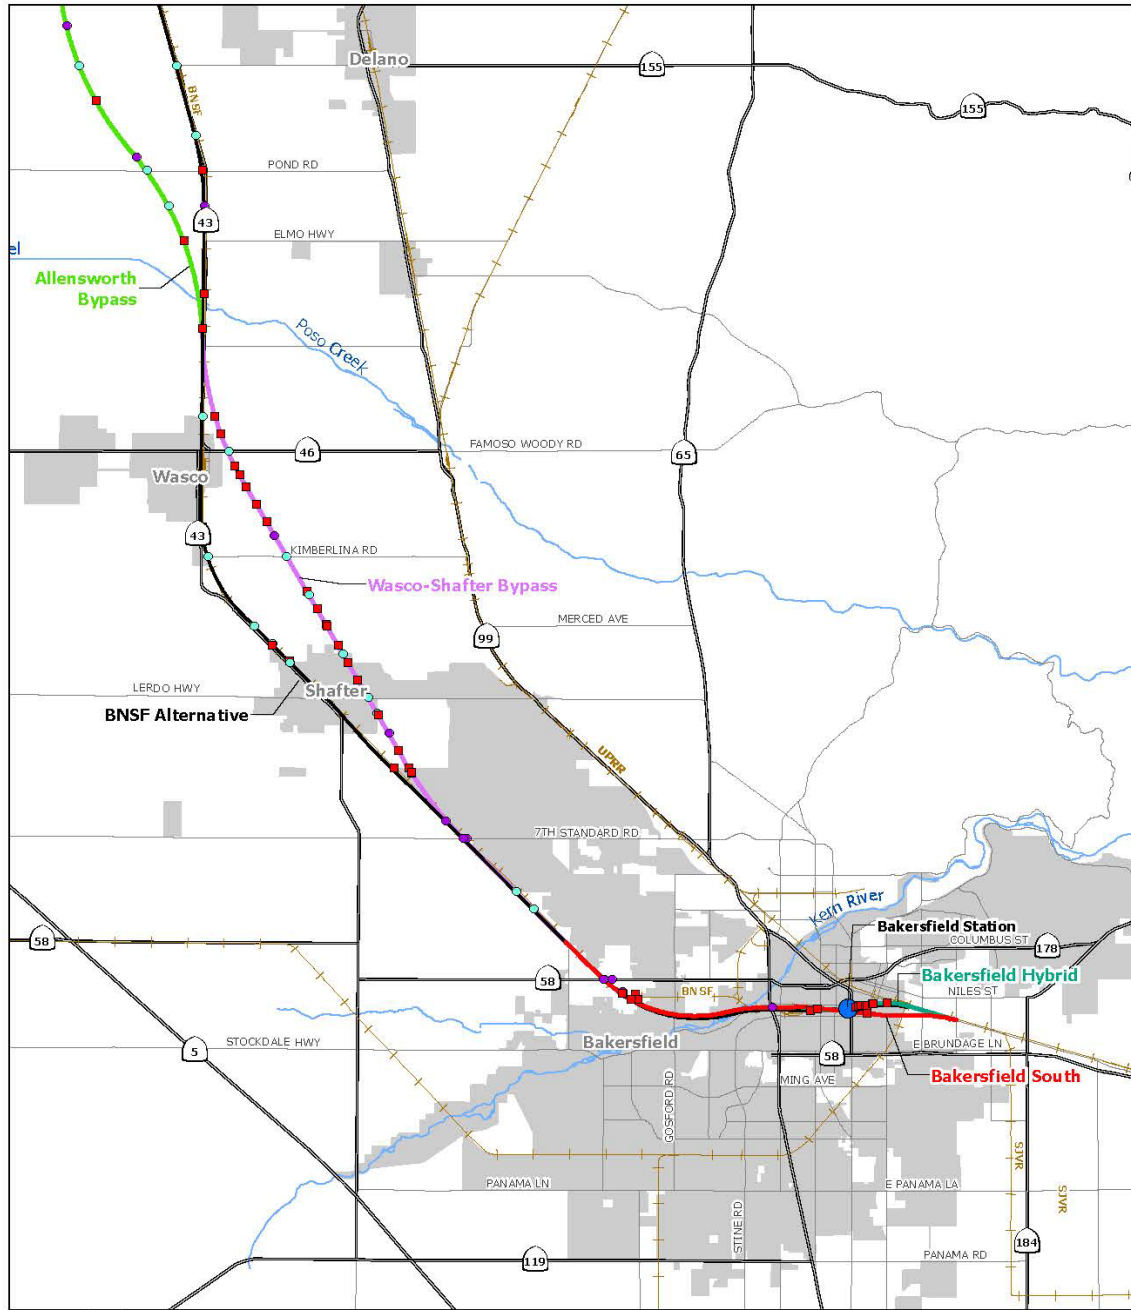 Delano
155
155
BNSF
POND RD
43
ELMO HWY
el
Allensworth
Bypass
Poso Creek
46
FAMOSO WOODY RD
65
Wasco
43
KIMBERLINA RD
Wasco-Shafter Bypass
MERCED AVE
99
LERDO HWY
Shafter
BNSF Alternative
UPRR
7TH STANDARD RD
Kern River
Bakersfield Station
58
COLUMBUS ST
178
Bakersfield Hybrid
58
BNSF
NILES ST
STOCKDALE HWY
Bakersfield
E BRUNDAGE LN
5
58
MING AVE
Bakersfield South
GOSFORD RD
SJVR
PANAMA LN
E PANAMA LA
SJVR
STINE RD
184
119
PANAMA RD